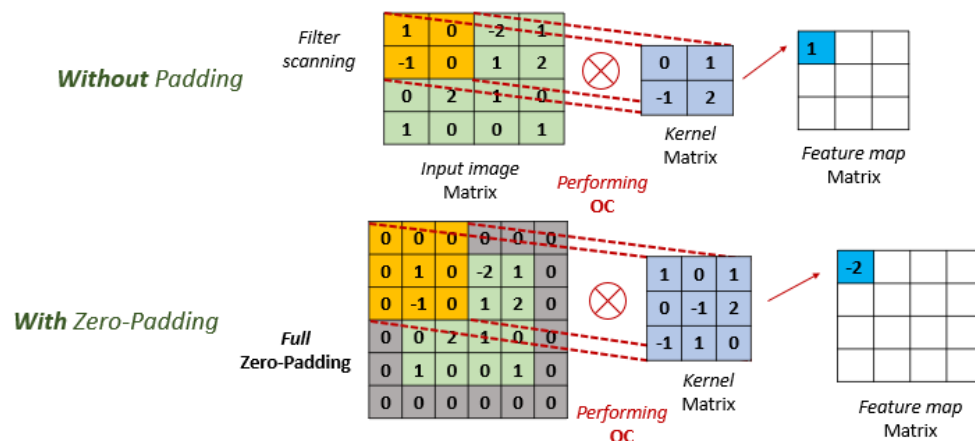 Without Padding
Filter
scanning
1 0 -2 1
-1 0 1 2
0 2 1 0
1 0 0 1
Input image
Matrix
0 1
-1 2
Kernel
Matrix
Performing
OC
1
Feature map
Matrix
With Zero-Padding
Full
Zero-Padding
0 0 0 0 0 0
0 1 0 -2 1 0
0 -1 0 1 2 0
0 0 2 1 0 0
0 1 0 0 1 0
0 0 0 0 0 0
1 0 1
0 -1 2
-1 1 0
Kernel
Matrix
Performing
OC
-2
Feature map
Matrix